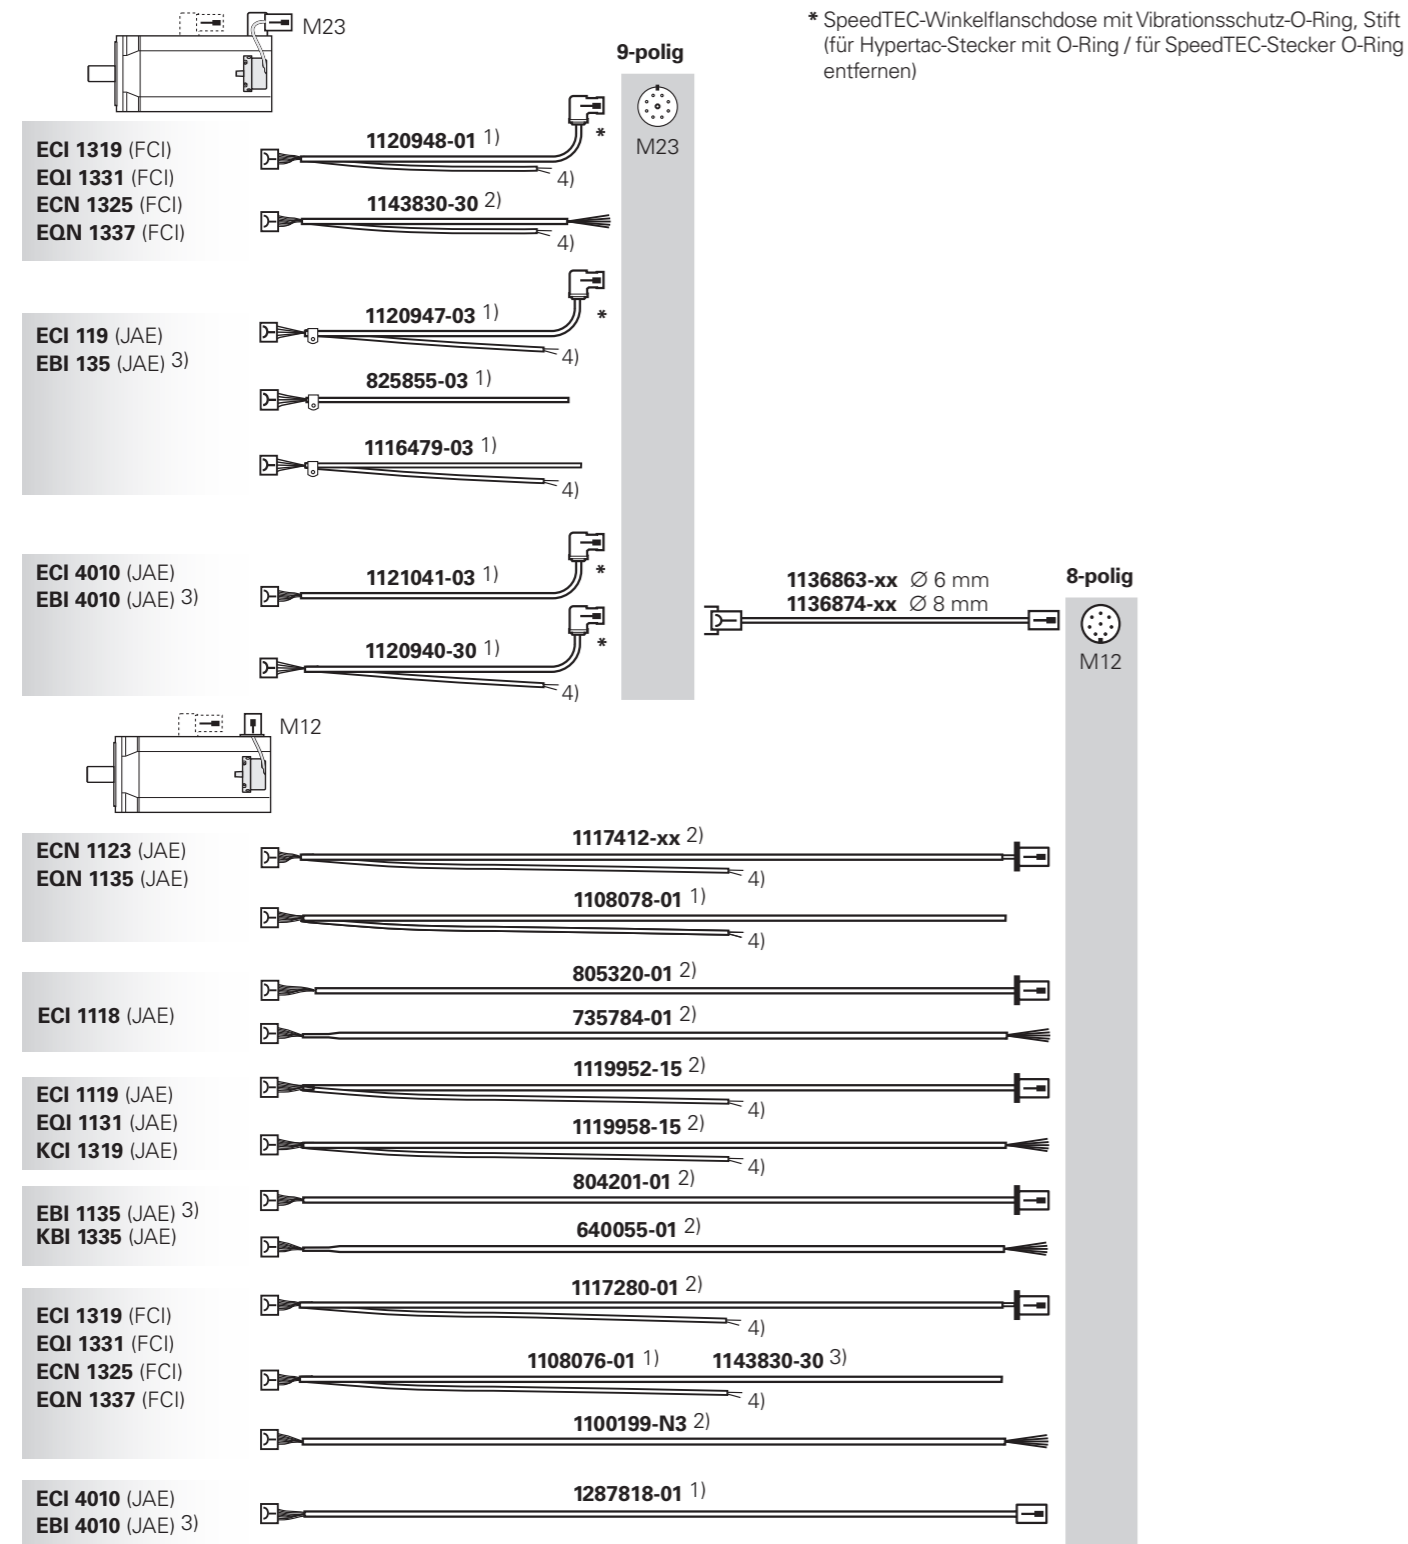 M23
* SpeedTEC-Winkelflanschdose mit Vibrationsschutz-O-Ring, Stift
(für Hypertac-Stecker mit O-Ring / für SpeedTEC-Stecker O-Ring
entfernen)
9-polig
M23
ECI 1319 (FCI)
EQI 1331 (FCI)
ECN 1325 (FCI)
EQN 1337 (FCI)
1120948-01 1)
*
4)
1143830-30 2)
4)
ECI 119 (JAE)
EBI 135 (JAE) 3)
1120947-03 1)
*
4)
825855-03 1)
1116479-03 1)
4)
ECI 4010 (JAE)
EBI 4010 (JAE) 3)
1121041-03 1)
*
1120940-30 1)
*
4)
1136863-xx Ø 6 mm
1136874-xx Ø 8 mm
8-polig
M12
M12
ECN 1123 (JAE)
EQN 1135 (JAE)
1117412-xx 2)
4)
1108078-01 1)
4)
ECI 1118 (JAE)
805320-01 2)
735784-01 2)
ECI 1119 (JAE)
EQI 1131 (JAE)
KCI 1319 (JAE)
1119952-15 2)
4)
1119958-15 2)
4)
EBI 1135 (JAE) 3)
KBI 1335 (JAE)
804201-01 2)
640055-01 2)
ECI 1319 (FCI)
EQI 1331 (FCI)
ECN 1325 (FCI)
EQN 1337 (FCI)
1117280-01 2)
4)
1108076-01 1) 1143830-30 3)
4)
1100199-N3 2)
ECI 4010 (JAE)
EBI 4010 (JAE) 3)
1287818-01 1)